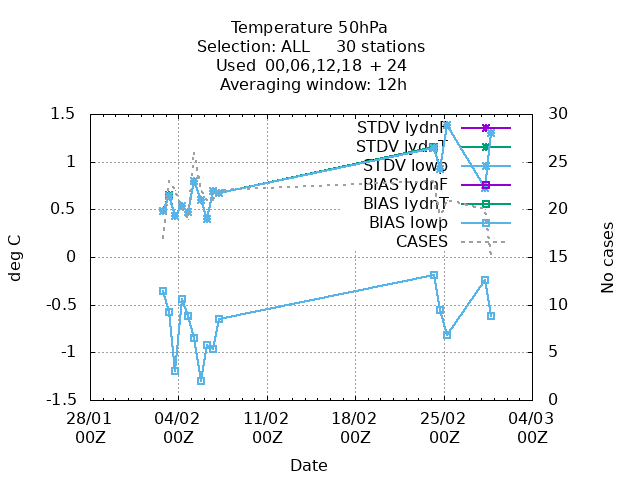 Temperature 50hPa
Selection: ALL 30 stations
Used 00,06,12,18 + 24
Averaging window: 12h
STDV lydnF
STDV lydnT
STDV lowp
BIAS lydnF
BIAS lydnT
BIAS lowp
CASES
1.5
1
0.5
0
-0.5
-1
-1.5
deg C
30
25
20
15
10
5
0
No cases
28/01 04/02 11/02 18/02 25/02 04/03
00Z 00Z 00Z 00Z 00Z 00Z
Date